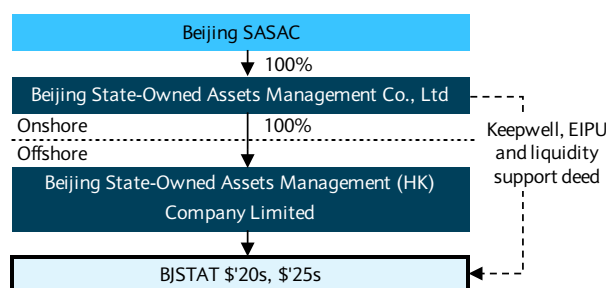 Beijing SASAC
100%
Beijing State-Owned Assets Management Co., Ltd
Onshore
100%
Offshore
Keepwell, EIPU
and liquidity
support deed
Beijing State-Owned Assets Management (HK)
Company Limited
BJSTAT $'20s, $'25s